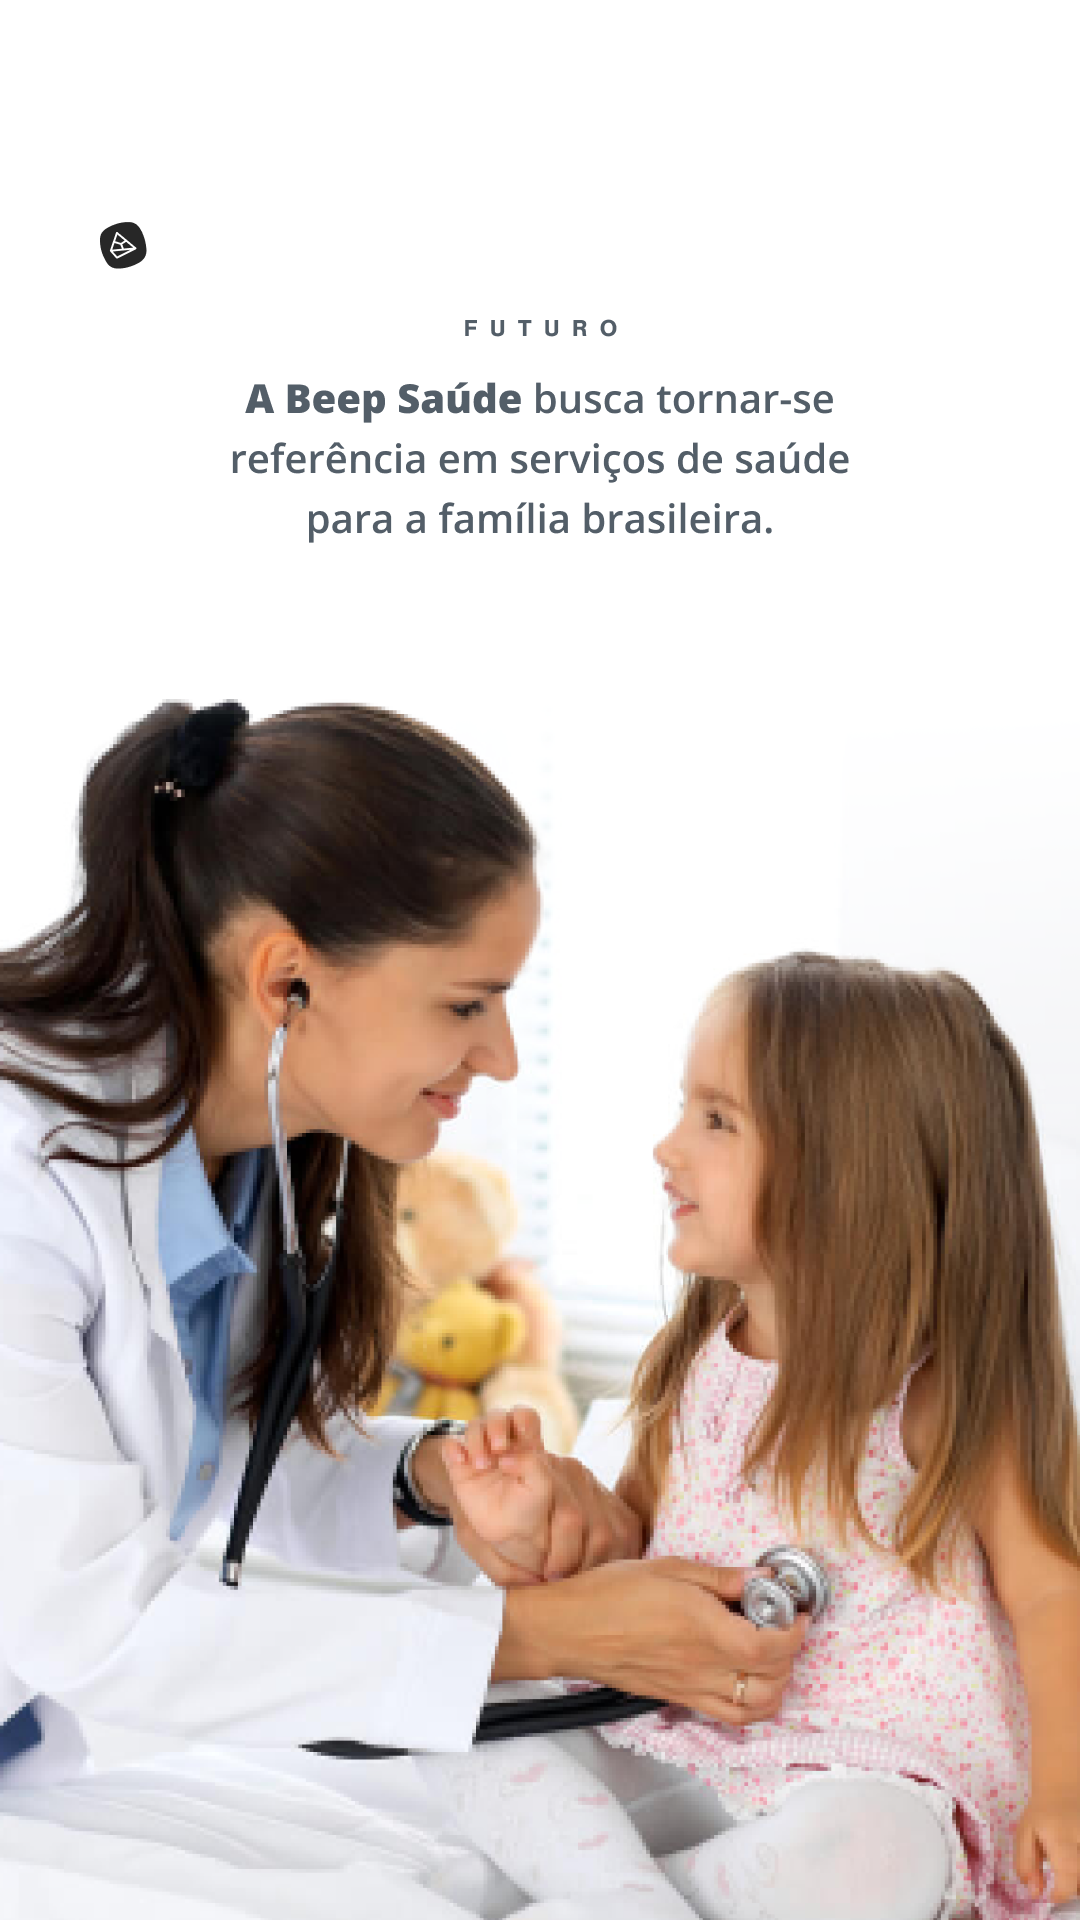 FUTURO
A Beep Saúde busca tornar-se
referência em serviços de saúde
para a família brasileira.